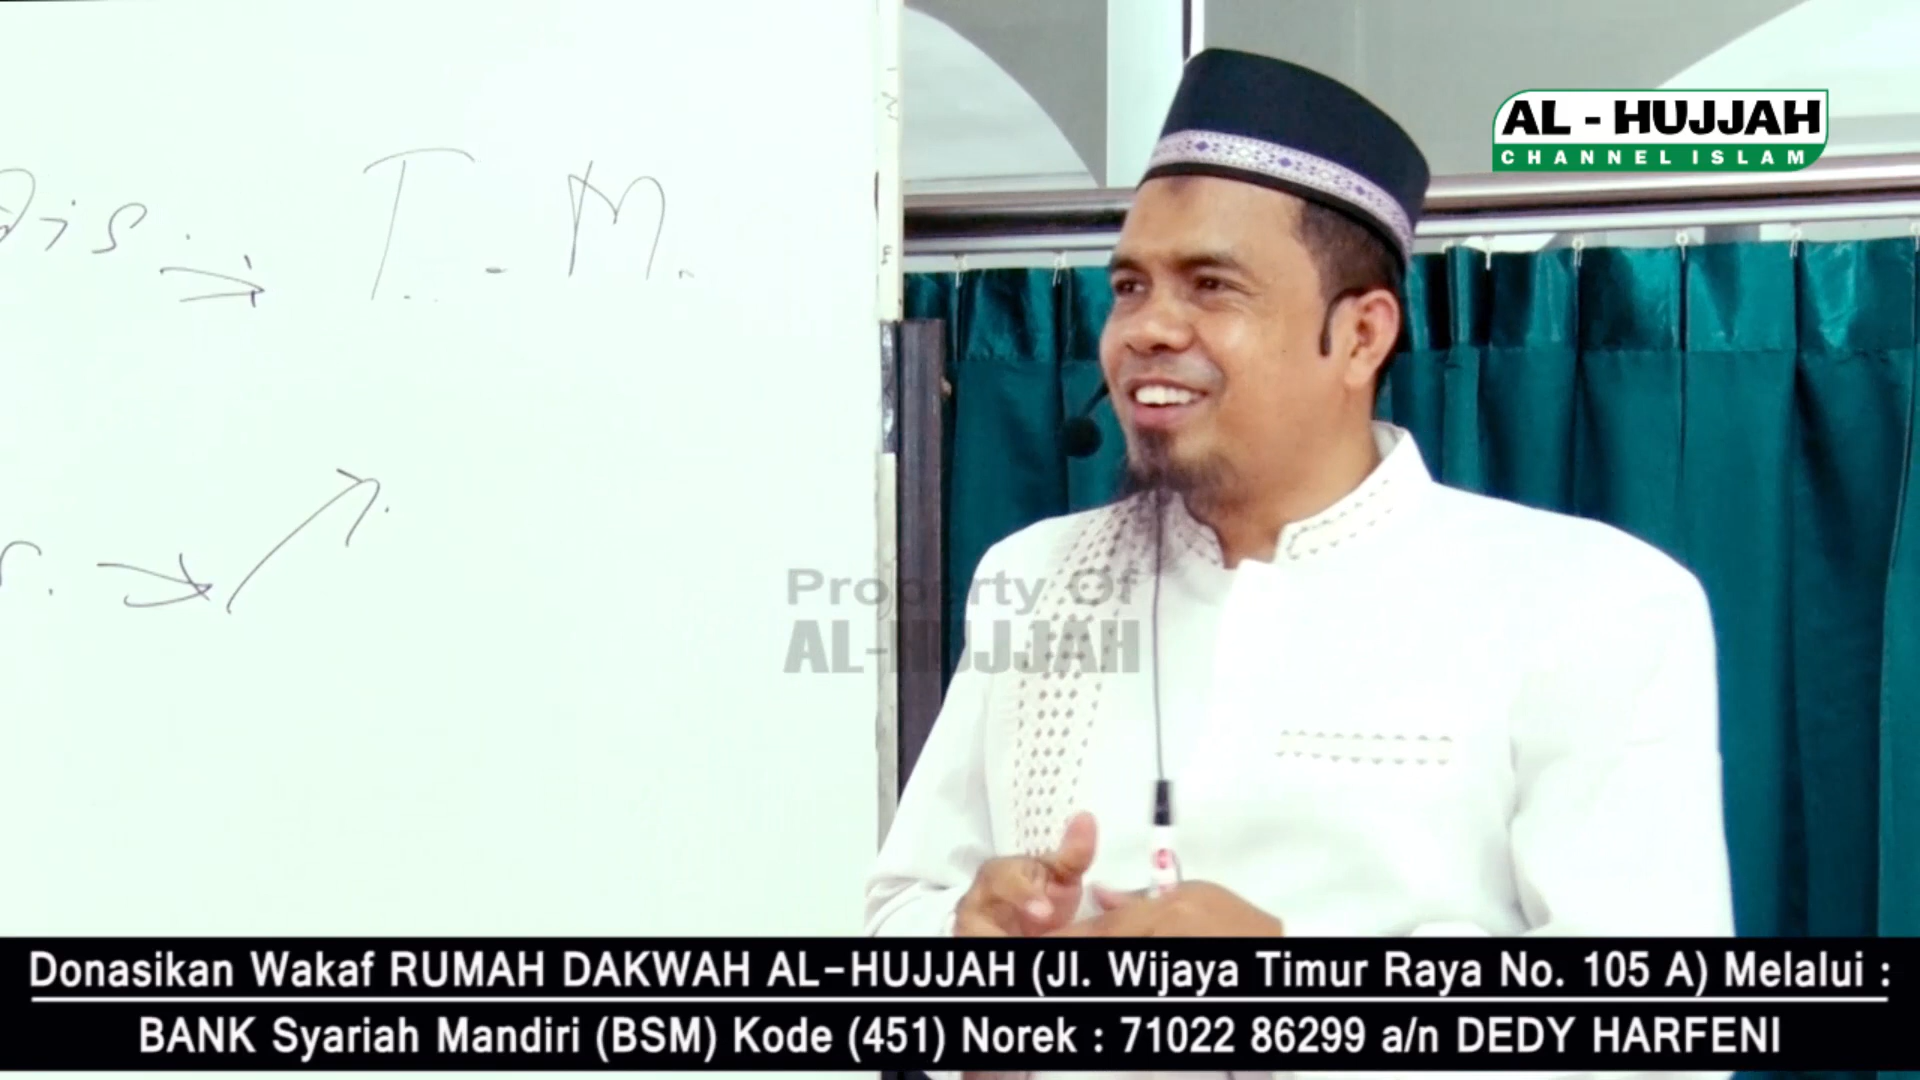 AL - HUJJAH
CHANNEL ISLAM
T - M.
Property Of
AL-HUJJAH
Donasikan Wakaf RUMAH DAKWAH AL-HUJJAH (Jl. Wijaya Timur Raya No. 105 A) Melalui :
BANK Syariah Mandiri (BSM) Kode (451) Norek : 71022 86299 a/n DEDY HARFENI